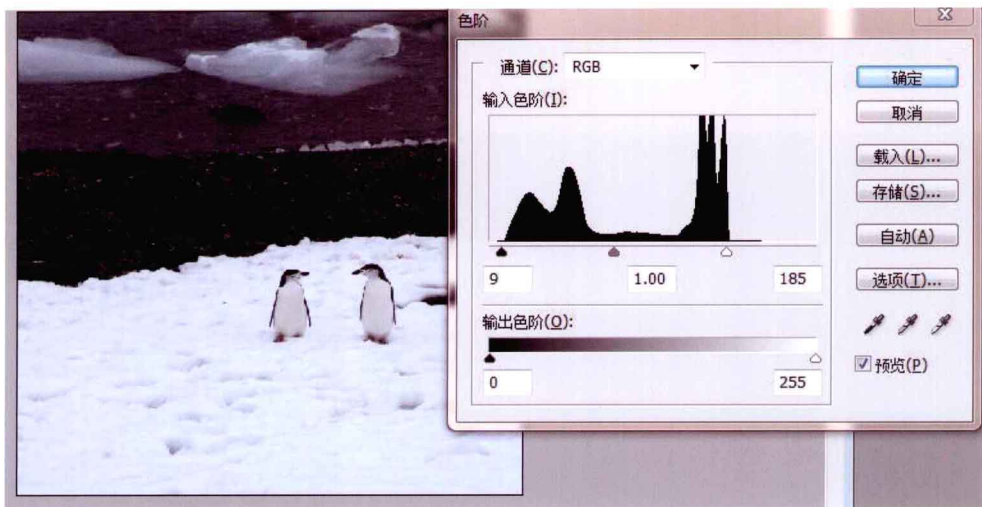 色阶
通道(C): RGB
输入色阶(I):
9 1.00 185
输出色阶(O):
0 255
确定
取消
载入(L)...
存储(S)...
自动(A)
选项(T)...
预览(P)